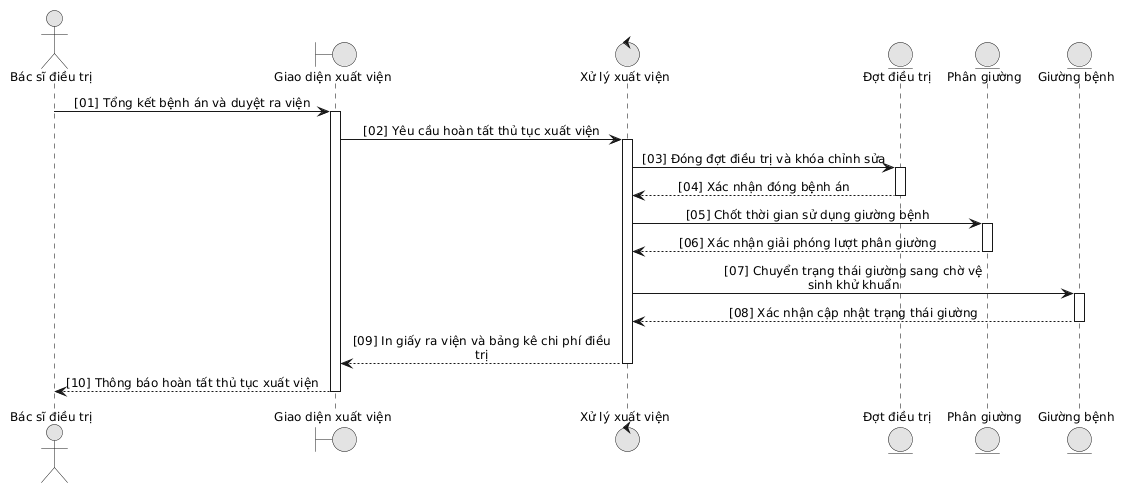 Bác sĩ điều trị
Giao diện xuất viện
Xử lý xuất viện
Đợt điều trị
Phân giường
Giường bệnh
[01] Tổng kết bệnh án và duyệt ra viện
[02] Yêu cầu hoàn tất thủ tục xuất viện
[03] Đóng đợt điều trị và khóa chỉnh sửa
[04] Xác nhận đóng bệnh án
[05] Chốt thời gian sử dụng giường bệnh
[06] Xác nhận giải phóng lượt phân giường
[07] Chuyển trạng thái giường sang chờ vệ
sinh khử khuẩn
[08] Xác nhận cập nhật trạng thái giường
[09] In giấy ra viện và bảng kê chi phí điều
trị
[10] Thông báo hoàn tất thủ tục xuất viện
Bác sĩ điều trị
Giao diện xuất viện
Xử lý xuất viện
Đợt điều trị
Phân giường
Giường bệnh